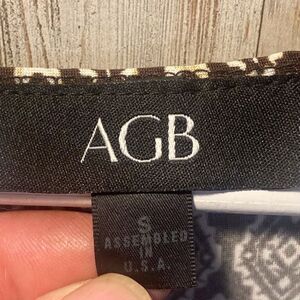 AGB
S
ASSEMBLED
IN
U.S.A.